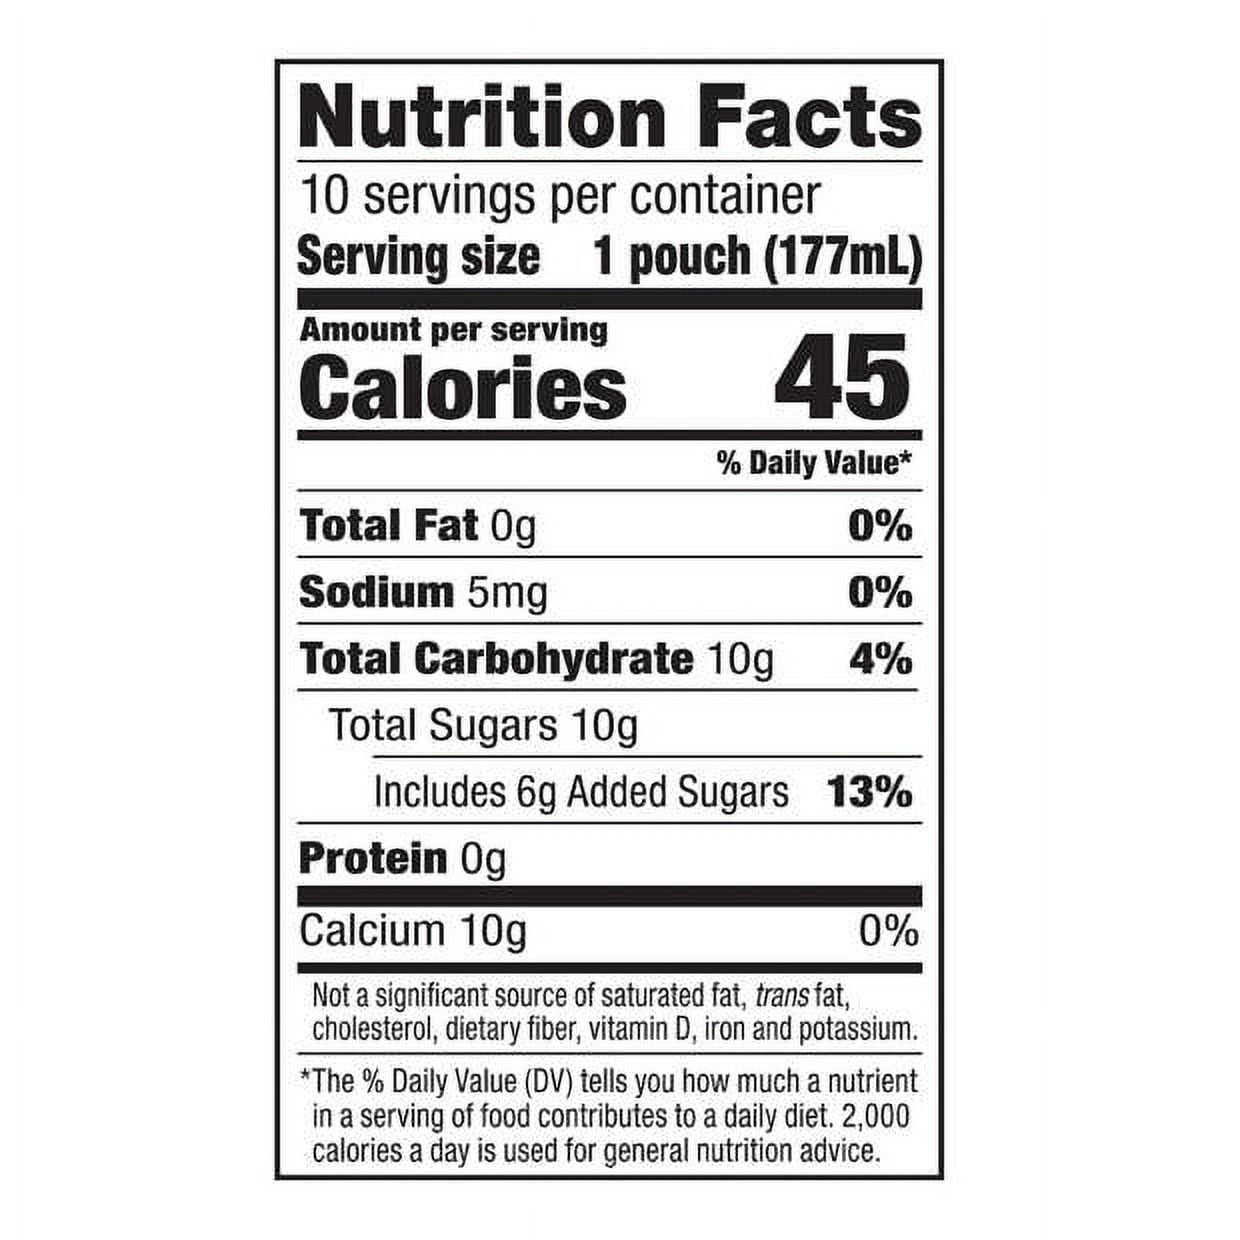 Nutrition Facts
10 servings per container
Serving size 1 pouch (177mL)
Amount per serving
Calories 45
% Daily Value*
Total Fat 0g 0%
Sodium 5mg 0%
Total Carbohydrate 10g 4%
Total Sugars 10g
Includes 6g Added Sugars 13%
Protein 0g
Calcium 10g 0%
Not a significant source of saturated fat, trans fat,
cholesterol, dietary fiber, vitamin D, iron and potassium.
*The % Daily Value (DV) tells you how much a nutrient
in a serving of food contributes to a daily diet. 2,000
calories a day is used for general nutrition advice.